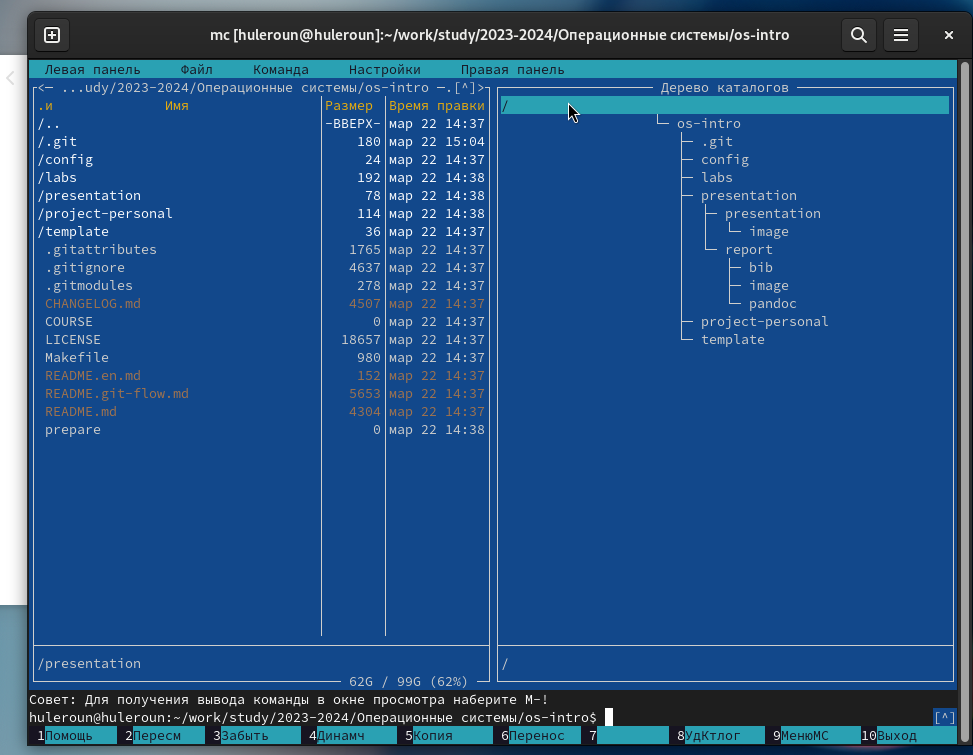 mc [huleroun@huleroun]:~/work/study/2023-2024/Операционные системы/os-intro
Левая панель Файл Команда Настройки Правая панель
<─ ...udy/2023-2024/Операционные системы/os-intro ─.[^]> Дерево каталогов
.и Имя Размер Время правки /
/.. -ВВЕРХ- мар 22 14:37 os-intro
/.git 180 мар 22 15:04 .git
/config 24 мар 22 14:37 config
/labs 192 мар 22 14:38 labs
/presentation 78 мар 22 14:38 presentation
/project-personal 114 мар 22 14:38 presentation
/template 36 мар 22 14:37 image
.gitattributes 1765 мар 22 14:37 report
.gitignore 4637 мар 22 14:37 bib
.gitmodules 278 мар 22 14:37 image
CHANGELOG.md 4507 мар 22 14:37 pandoc
COURSE 0 мар 22 14:37 project-personal
LICENSE 18657 мар 22 14:37 template
Makefile 980 мар 22 14:37
README.en.md 152 мар 22 14:37
README.git-flow.md 5653 мар 22 14:37
README.md 4304 мар 22 14:37
prepare 0 мар 22 14:38
/presentation /
62G / 99G (62%)
Совет: Для получения вывода команды в окне просмотра наберите M-!
huleroun@huleroun:~/work/study/2023-2024/Операционные системы/os-intro$ [^]
1Помощь 2Пересм 3Забыть 4Динамч 5Копия 6Перенос 7 8УдКтлог 9МенюMC 10Выход